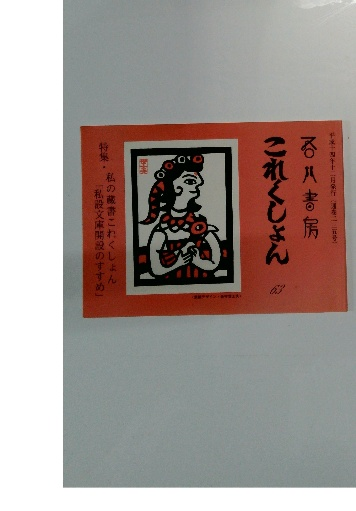 吾八書房
これくしょん
63
特集・私の蔵書これくしょん
「私設文庫開設のすすめ」